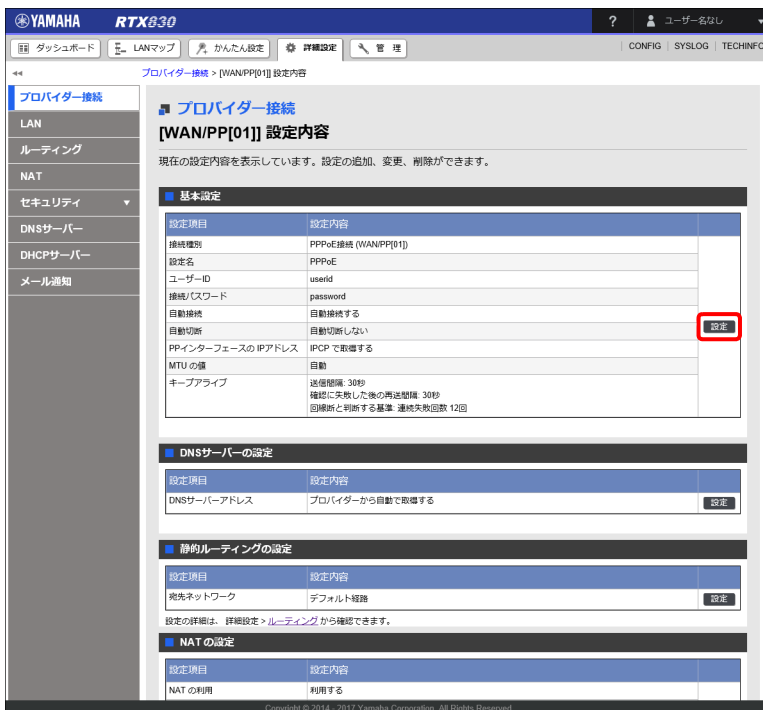 YAMAHA RTX830 ? ユーザー名なし
ダッシュボード LANマップ かんたん設定 詳細設定 管 理 CONFIG SYSLOG TECHINFO
プロバイダー接続 > [WAN/PP[01]] 設定内容
プロバイダー接続
LAN
ルーティング
NAT
セキュリティ
DNSサーバー
DHCPサーバー
メール通知
プロバイダー接続
[WAN/PP[01]] 設定内容
現在の設定内容を表示しています。設定の追加、変更、削除ができます。
基本設定
設定項目 設定内容
接続種別 PPPoE接続 (WAN/PP[01])
設定名 PPPoE
ユーザーID userid
接続パスワード password
自動接続 自動接続する
自動切断 自動切断しない
設定
PPインターフェースの IPアドレス IPCP で取得する
MTU の値 自動
キープアライブ 送信間隔: 30秒
確認に失敗した後の再送間隔: 30秒
回線断と判断する基準: 連続失敗回数 12回
DNSサーバーの設定
設定項目 設定内容
DNSサーバーアドレス プロバイダーから自動で取得する 設定
静的ルーティングの設定
設定項目 設定内容
宛先ネットワーク デフォルト経路 設定
設定の詳細は、 詳細設定 > ルーティング から確認できます。
NAT の設定
設定項目 設定内容
NAT の利用 利用する
Copyright © 2014 - 2017 Yamaha Corporation. All Rights Reserved.